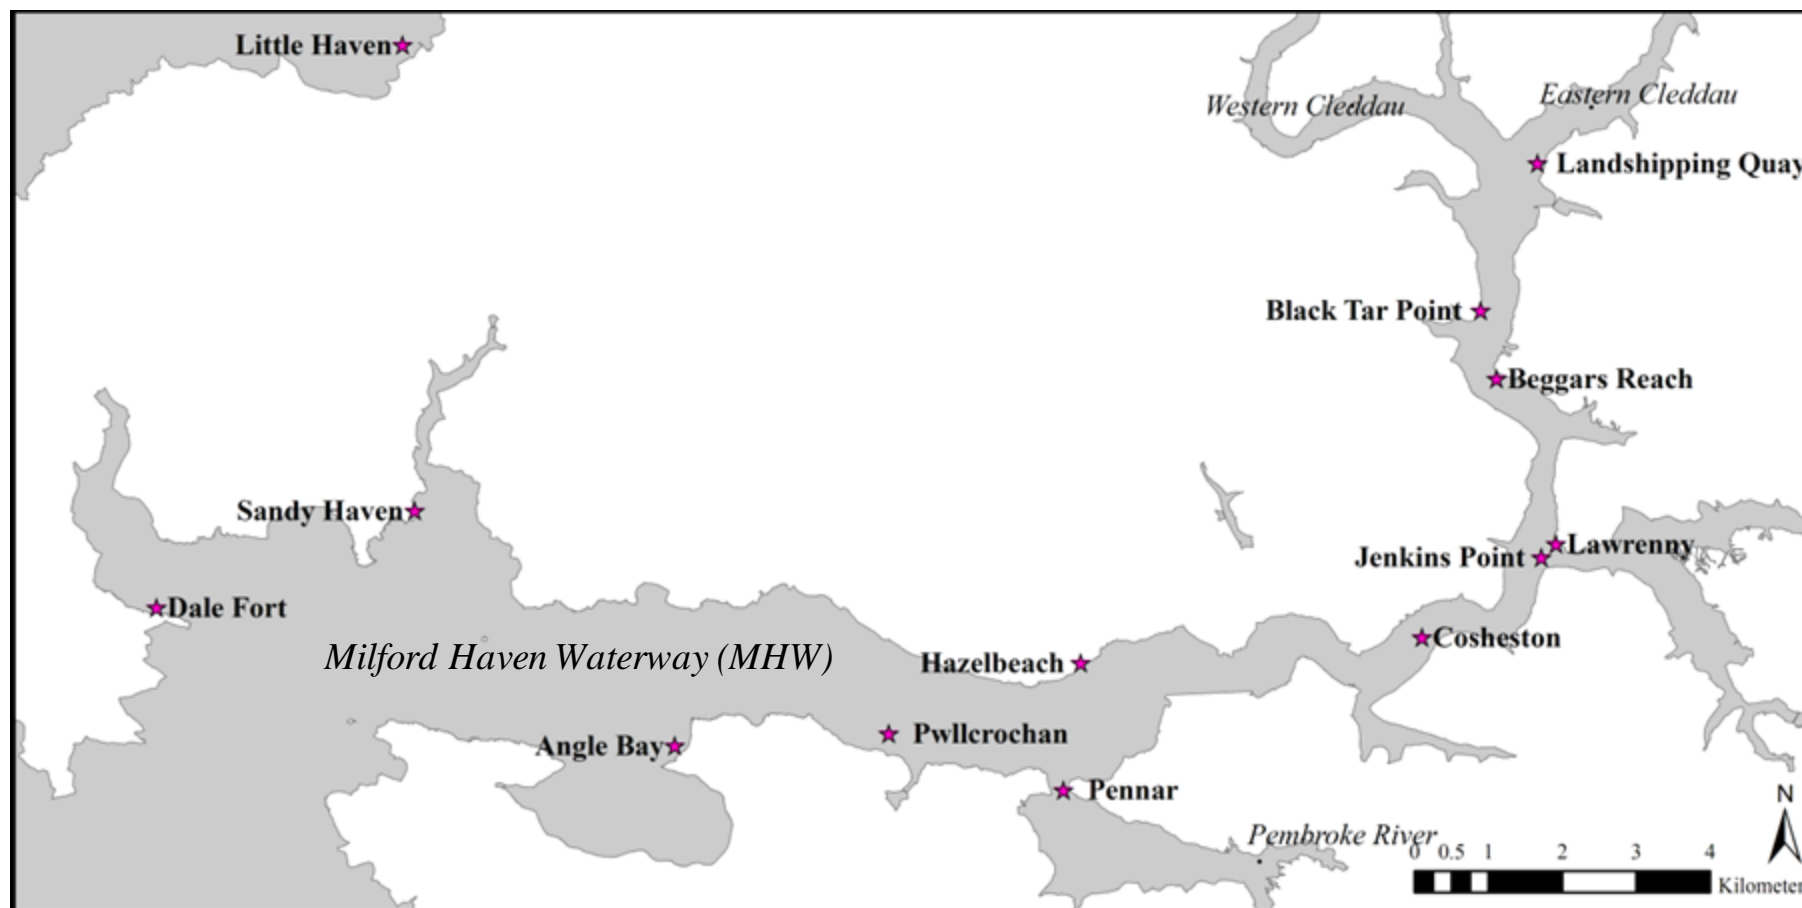 Little Haven
Western Cleddau
Eastern Cleddau
Landshipping Quay
Black Tar Point
Beggars Reach
Sandy Haven
Lawrenny
Jenkins Point
Dale Fort
Cosheston
Milford Haven Waterway (MHW)
Hazelbeach
Pwllcrochan
Angle Bay
Pennar
N
Pembroke River
0 0.5 1 2 3 4
Kilometer